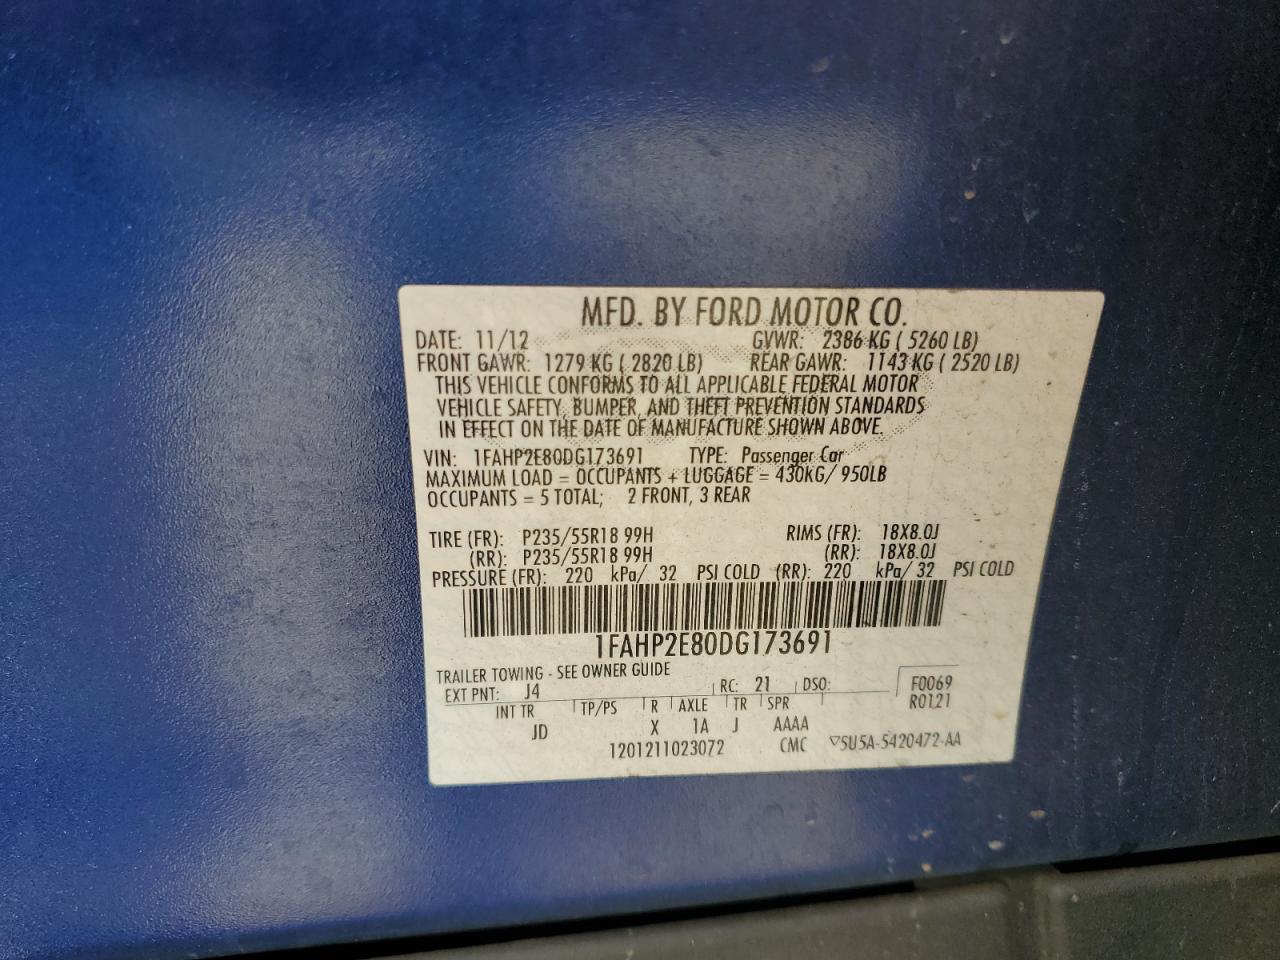 MFD. BY FORD MOTOR CO.
DATE: 11/12 GVWR: 2386 KG ( 5260 LB)
FRONT GAWR: 1279 KG ( 2820 LB) REAR GAWR: 1143 KG ( 2520 LB)
THIS VEHICLE CONFORMS TO ALL APPLICABLE FEDERAL MOTOR
VEHICLE SAFETY, BUMPER, AND THEFT PREVENTION STANDARDS
IN EFFECT ON THE DATE OF MANUFACTURE SHOWN ABOVE.
VIN: 1FAHP2E80DG173691 TYPE: Passenger Car
MAXIMUM LOAD = OCCUPANTS + LUGGAGE = 430KG/ 950LB
OCCUPANTS = 5 TOTAL; 2 FRONT, 3 REAR
TIRE (FR): P235/55R18 99H RIMS (FR): 18X8.0J
(RR): P235/55R18 99H (RR): 18X8.0J
PRESSURE (FR): 220 kPa/ 32 PSI COLD (RR): 220 kPa/ 32 PSI COLD
1FAHP2E80DG173691
TRAILER TOWING - SEE OWNER GUIDE
EXT PNT: J4 RC: 21 DSO: F0069
R0121
INT TR TP/PS R AXLE TR SPR
JD X 1A J AAAA
1201211023072 CMC ▽5U5A-5420472-AA